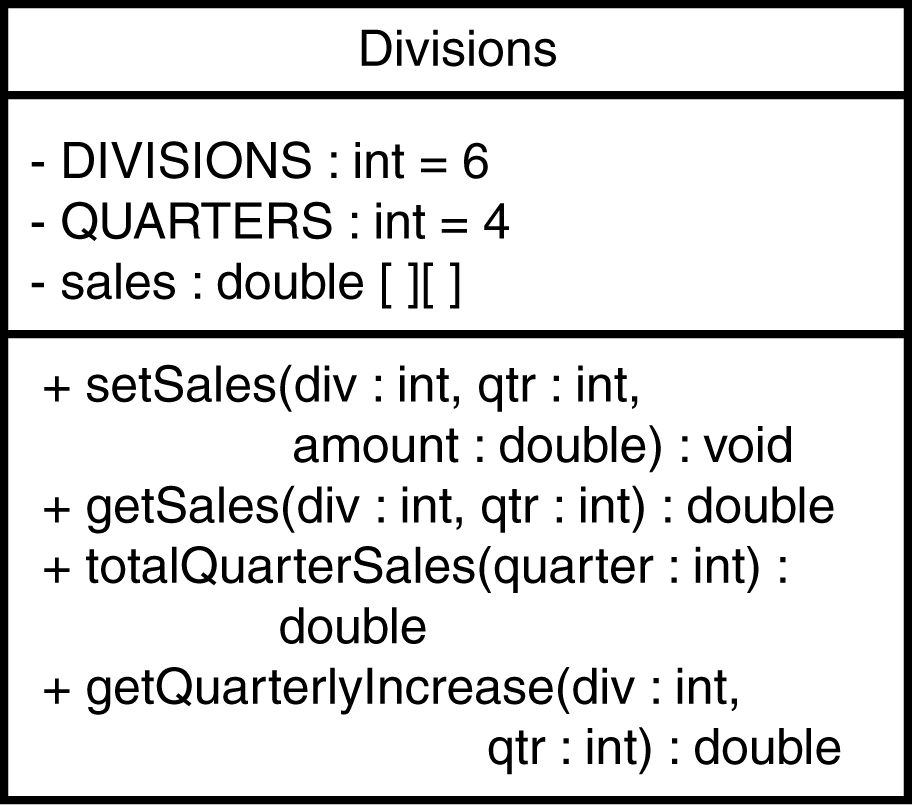 Divisions
- DIVISIONS : int = 6
- QUARTERS : int = 4
- sales : double [ ][ ]
+ setSales(div : int, qtr : int,
amount : double) : void
+ getSales(div : int, qtr : int) : double
+ totalQuarterSales(quarter : int) :
double
+ getQuarterlyIncrease(div : int,
qtr : int) : double